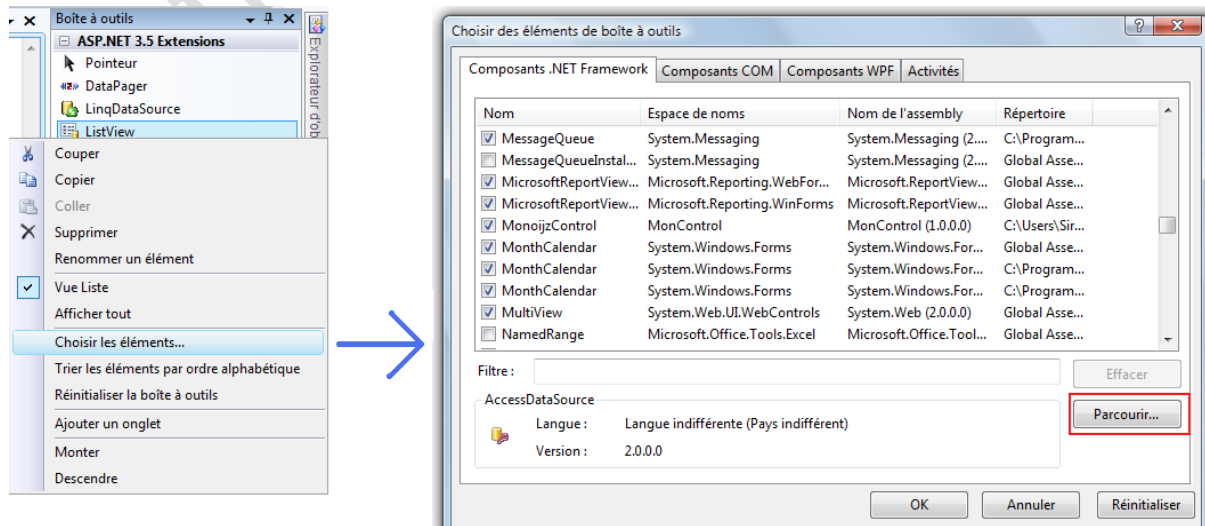 Boîte à outils
ASP.NET 3.5 Extensions
Pointeur
DataPager
LinqDataSource
ListView
Explorateur d'ob
Couper
Copier
Coller
Supprimer
Renommer un élément
Vue Liste
Afficher tout
Choisir les éléments...
Trier les éléments par ordre alphabétique
Réinitialiser la boîte à outils
Ajouter un onglet
Monter
Descendre
Choisir des éléments de boîte à outils
Composants .NET Framework Composants COM Composants WPF Activités
Nom Espace de noms Nom de l'assembly Répertoire
MessageQueue System.Messaging System.Messaging (2.... C:\Program...
MessageQueueInstal... System.Messaging System.Messaging (2.... Global Asse...
MicrosoftReportView... Microsoft.Reporting.WebFor... Microsoft.ReportView... Global Asse...
MicrosoftReportView... Microsoft.Reporting.WinForms Microsoft.ReportView... Global Asse...
MonoijzControl MonControl MonControl (1.0.0.0) C:\Users\Sir...
MonthCalendar System.Windows.Forms System.Windows.For... Global Asse...
MonthCalendar System.Windows.Forms System.Windows.For... C:\Program...
MonthCalendar System.Windows.Forms System.Windows.For... C:\Program...
MultiView System.Web.UI.WebControls System.Web (2.0.0.0) Global Asse...
NamedRange Microsoft.Office.Tools.Excel Microsoft.Office.Tool... Global Asse...
Filtre :
Effacer
AccessDataSource
Parcourir...
Langue : Langue indifférente (Pays indifférent)
Version : 2.0.0.0
OK Annuler Réinitialiser